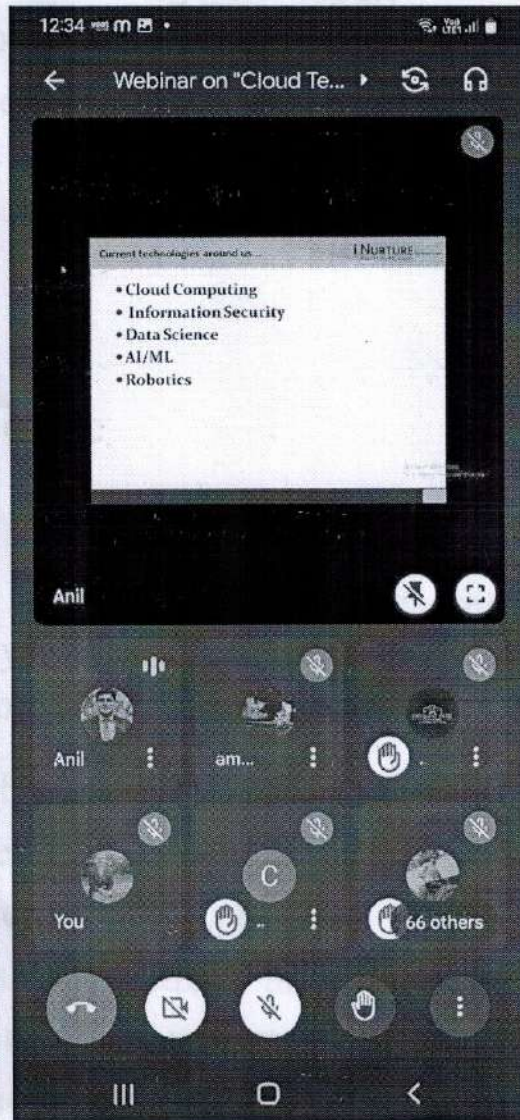 12:34
Webinar on "Cloud Te...
Current technologies around us...
iNURTURE
• Cloud Computing
• Information Security
• Data Science
• AI/ML
• Robotics
Anil
Anil
am...
You
C
66 others